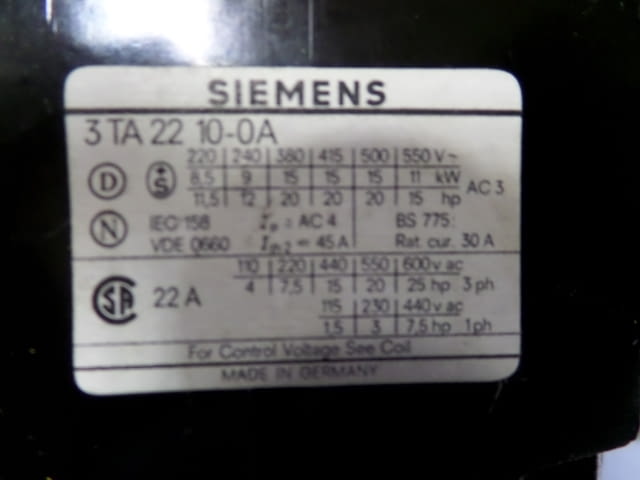 SIEMENS
3 TA 22 10-0A
220 | 240 | 380 | 415 | 500 | 550 V~
D S 8,5 9 15 15 15 11 kW AC 3
11,5 12 20 20 20 15 hp
N IEC 158 AC 4 BS 775:
VDE 0660 Ith2 = 45 A Rat. cur. 30 A
110 | 220 | 440 | 550 | 600 v ac
SA 22 A 4 7,5 15 20 25 hp 3 ph
115 | 230 | 440 v ac
1,5 3 7,5 hp 1 ph
For Control Voltage See Coil
MADE IN GERMANY